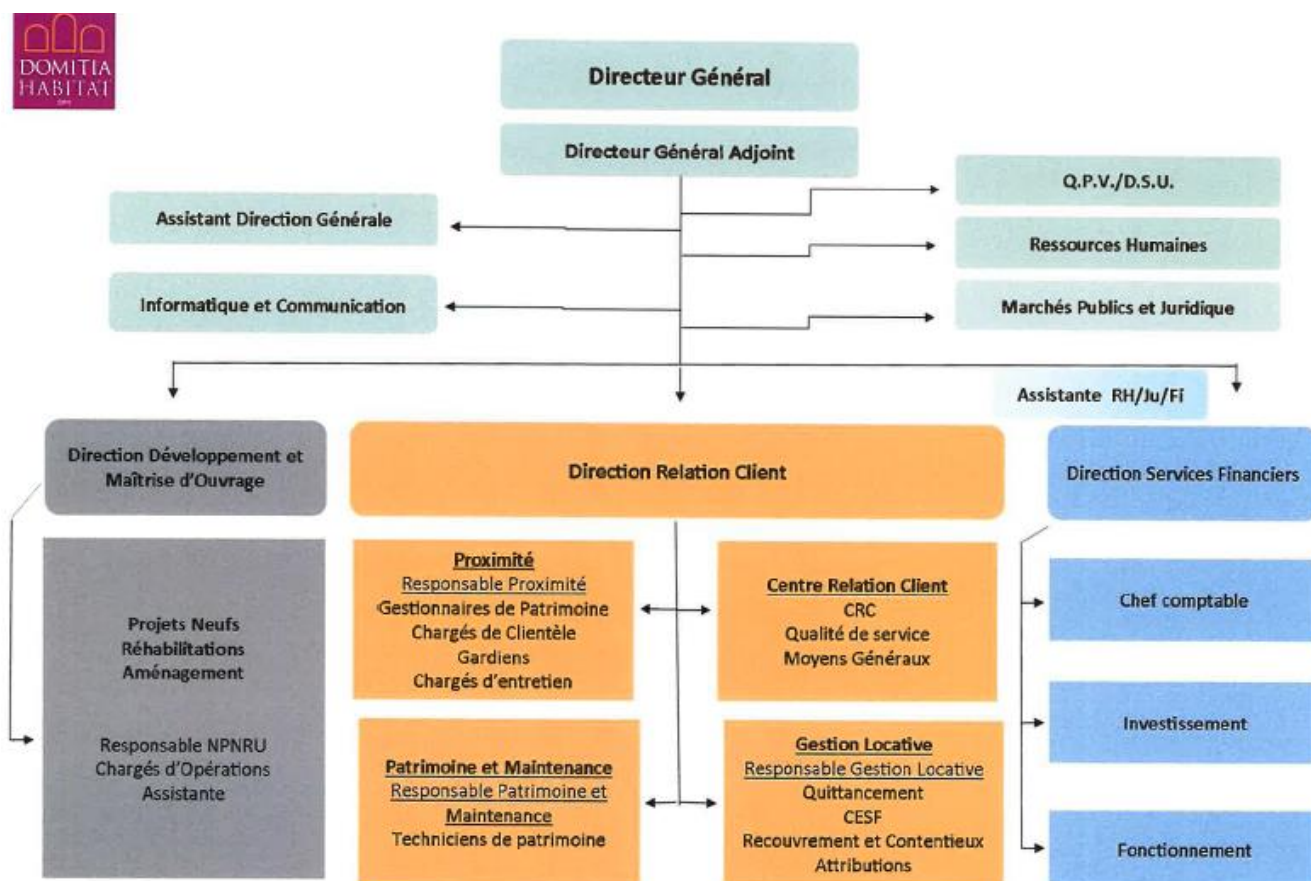 DOMITIA
HABITAT
Directeur Général
Directeur Général Adjoint
Assistant Direction Générale
Informatique et Communication
Q.P.V./D.S.U.
Ressources Humaines
Marchés Publics et Juridique
Assistante RH/Ju/Fi
Direction Développement et
Maîtrise d'Ouvrage
Projets Neufs
Réhabilitations
Aménagement
Responsable NPNRU
Chargés d'Opérations
Assistante
Direction Relation Client
Proximité
Responsable Proximité
Gestionnaires de Patrimoine
Chargés de Clientèle
Gardiens
Chargés d'entretien
Centre Relation Client
CRC
Qualité de service
Moyens Généraux
Patrimoine et Maintenance
Responsable Patrimoine et
Maintenance
Techniciens de patrimoine
Gestion Locative
Responsable Gestion Locative
Quittancement
CESF
Recouvrement et Contentieux
Attributions
Direction Services Financiers
Chef comptable
Investissement
Fonctionnement